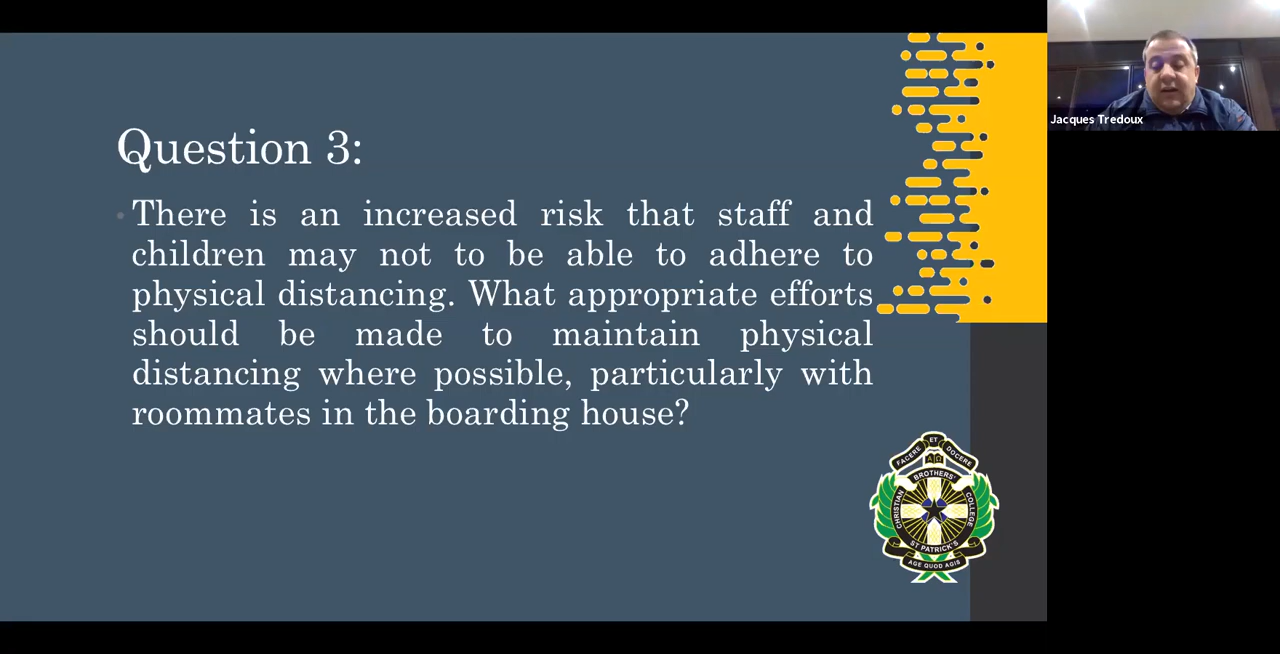 Question 3:
There is an increased risk that staff and
children may not to be able to adhere to
physical distancing. What appropriate efforts
should be made to maintain physical
distancing where possible, particularly with
roommates in the boarding house?
Jacques Tredoux
FACERE ET DOCERE
Α Ω
CHRISTIAN BROTHERS' COLLEGE
ST PATRICK'S
AGE QUOD AGIS